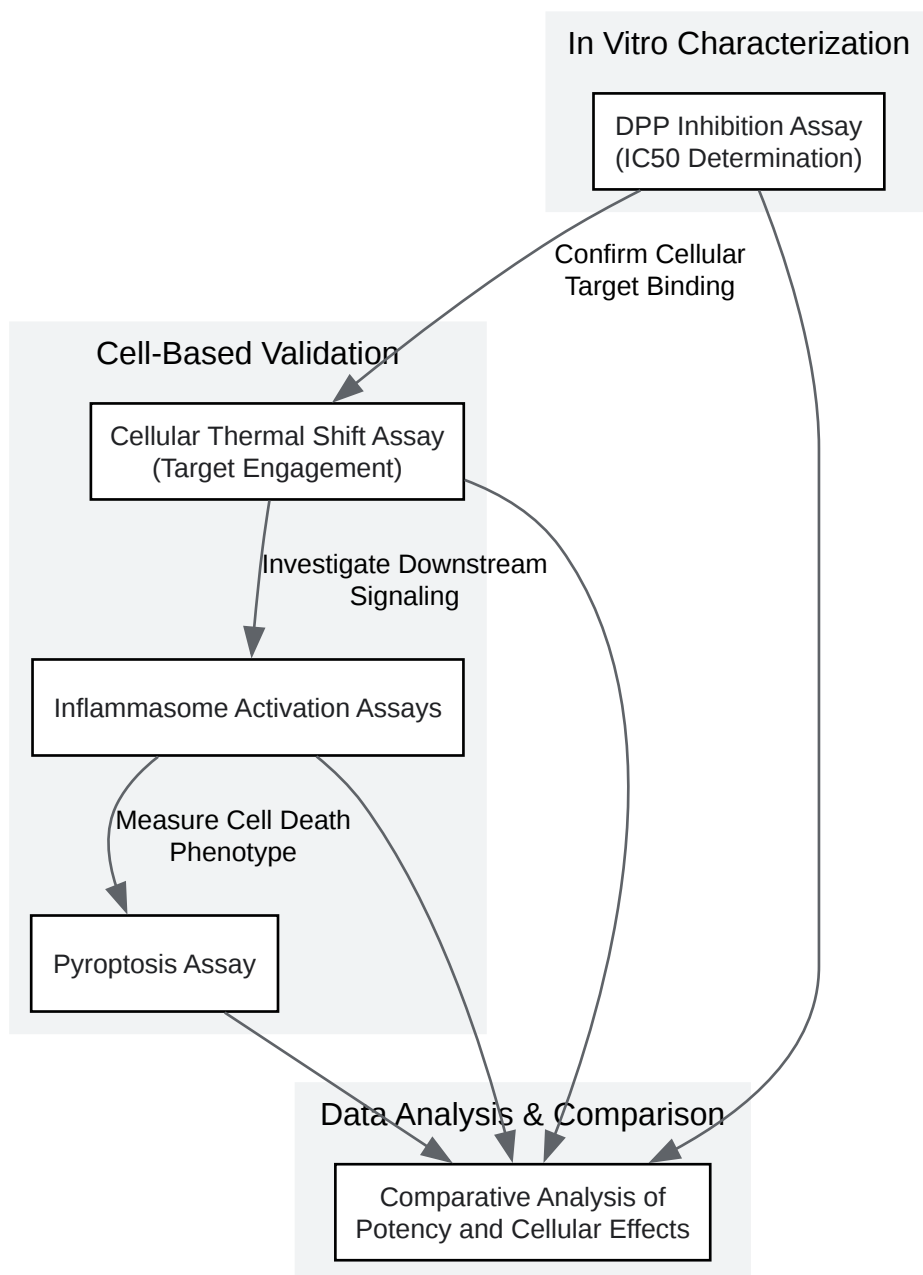 In Vitro Characterization
DPP Inhibition Assay
(IC50 Determination)
Confirm Cellular
Target Binding
Cell-Based Validation
Cellular Thermal Shift Assay
(Target Engagement)
Investigate Downstream
Signaling
Inflammasome Activation Assays
Measure Cell Death
Phenotype
Pyroptosis Assay
Data Analysis & Comparison
Comparative Analysis of
Potency and Cellular Effects